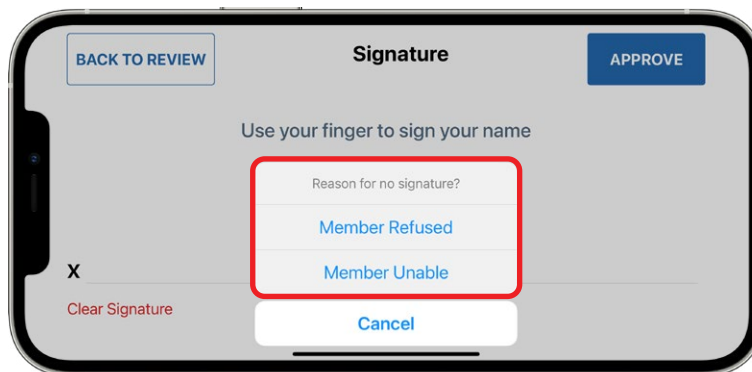 BACK TO REVIEW
Signature
APPROVE
Use your finger to sign your name
Reason for no signature?
Member Refused
Member Unable
X
Clear Signature
Cancel